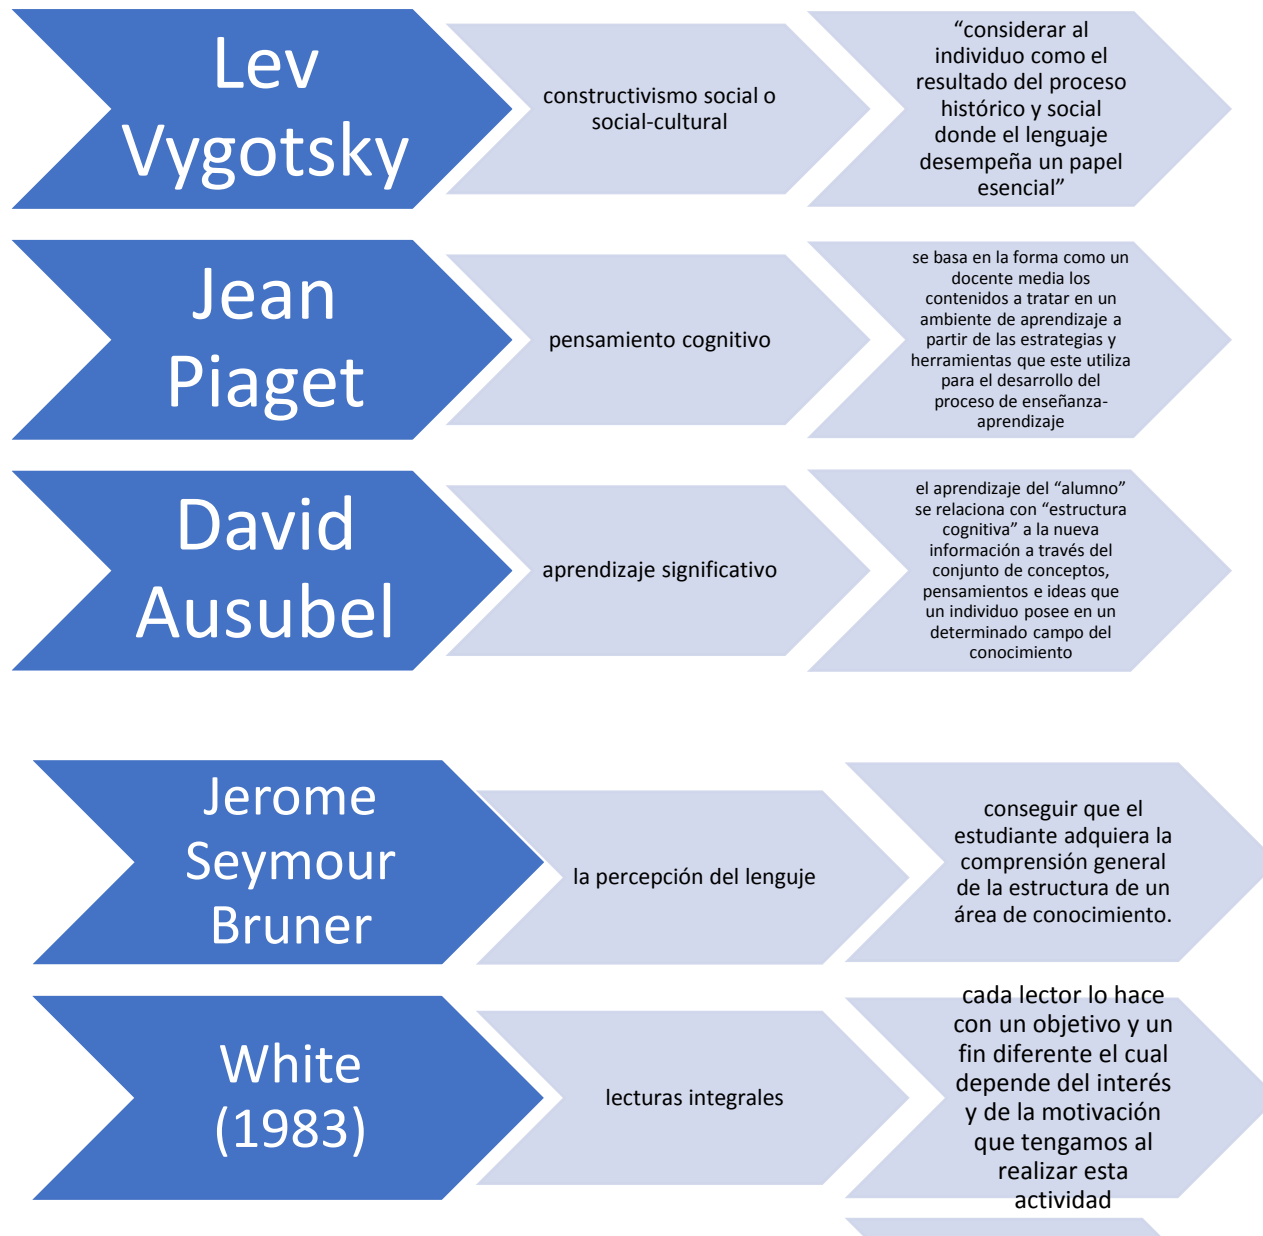 Lev
Vygotsky
constructivismo social o
social-cultural
“considerar al
individuo como el
resultado del proceso
histórico y social
donde el lenguaje
desempeña un papel
esencial”
Jean
Piaget
pensamiento cognitivo
se basa en la forma como un
docente media los
contenidos a tratar en un
ambiente de aprendizaje a
partir de las estrategias y
herramientas que este utiliza
para el desarrollo del
proceso de enseñanza-
aprendizaje
David
Ausubel
aprendizaje significativo
el aprendizaje del “alumno”
se relaciona con “estructura
cognitiva” a la nueva
información a través del
conjunto de conceptos,
pensamientos e ideas que
un individuo posee en un
determinado campo del
conocimiento
Jerome
Seymour
Bruner
la percepción del lenguje
conseguir que el
estudiante adquiera la
comprensión general
de la estructura de un
área de conocimiento.
White
(1983)
lecturas integrales
cada lector lo hace
con un objetivo y un
fin diferente el cual
depende del interés
y de la motivación
que tengamos al
realizar esta
actividad